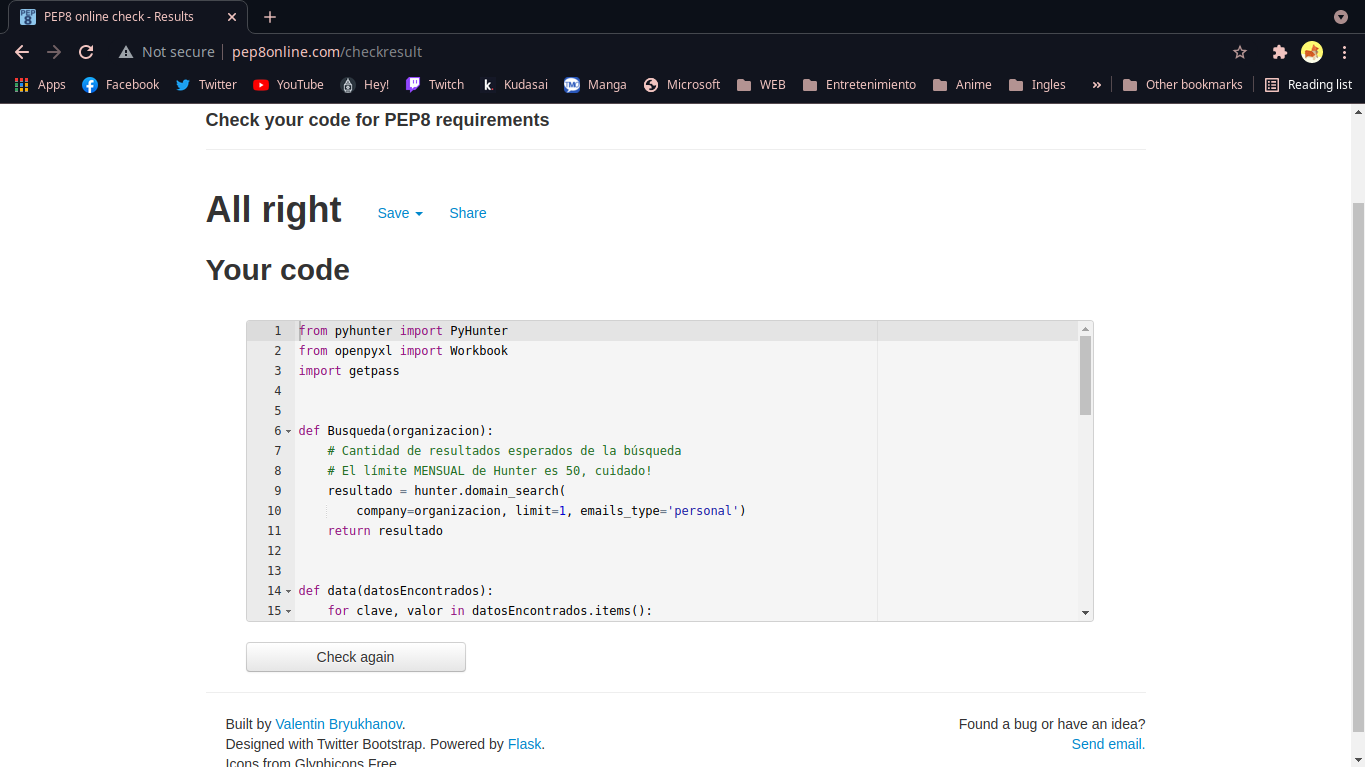 PEP8 online check - Results
Not secure pep8online.com/checkresult
Apps Facebook Twitter YouTube Hey! Twitch Kudasai Manga Microsoft WEB Entretenimiento Anime Ingles » Other bookmarks Reading list
Check your code for PEP8 requirements
All right Save Share
Your code
1 from pyhunter import PyHunter
2 from openpyxl import Workbook
3 import getpass
4
5
6 def Busqueda(organizacion):
7 # Cantidad de resultados esperados de la búsqueda
8 # El límite MENSUAL de Hunter es 50, cuidado!
9 resultado = hunter.domain_search(
10 company=organizacion, limit=1, emails_type='personal')
11 return resultado
12
13
14 def data(datosEncontrados):
15 for clave, valor in datosEncontrados.items():
Check again
Built by Valentin Bryukhanov. Found a bug or have an idea?
Designed with Twitter Bootstrap. Powered by Flask. Send email.
Icons from Glyphicons Free